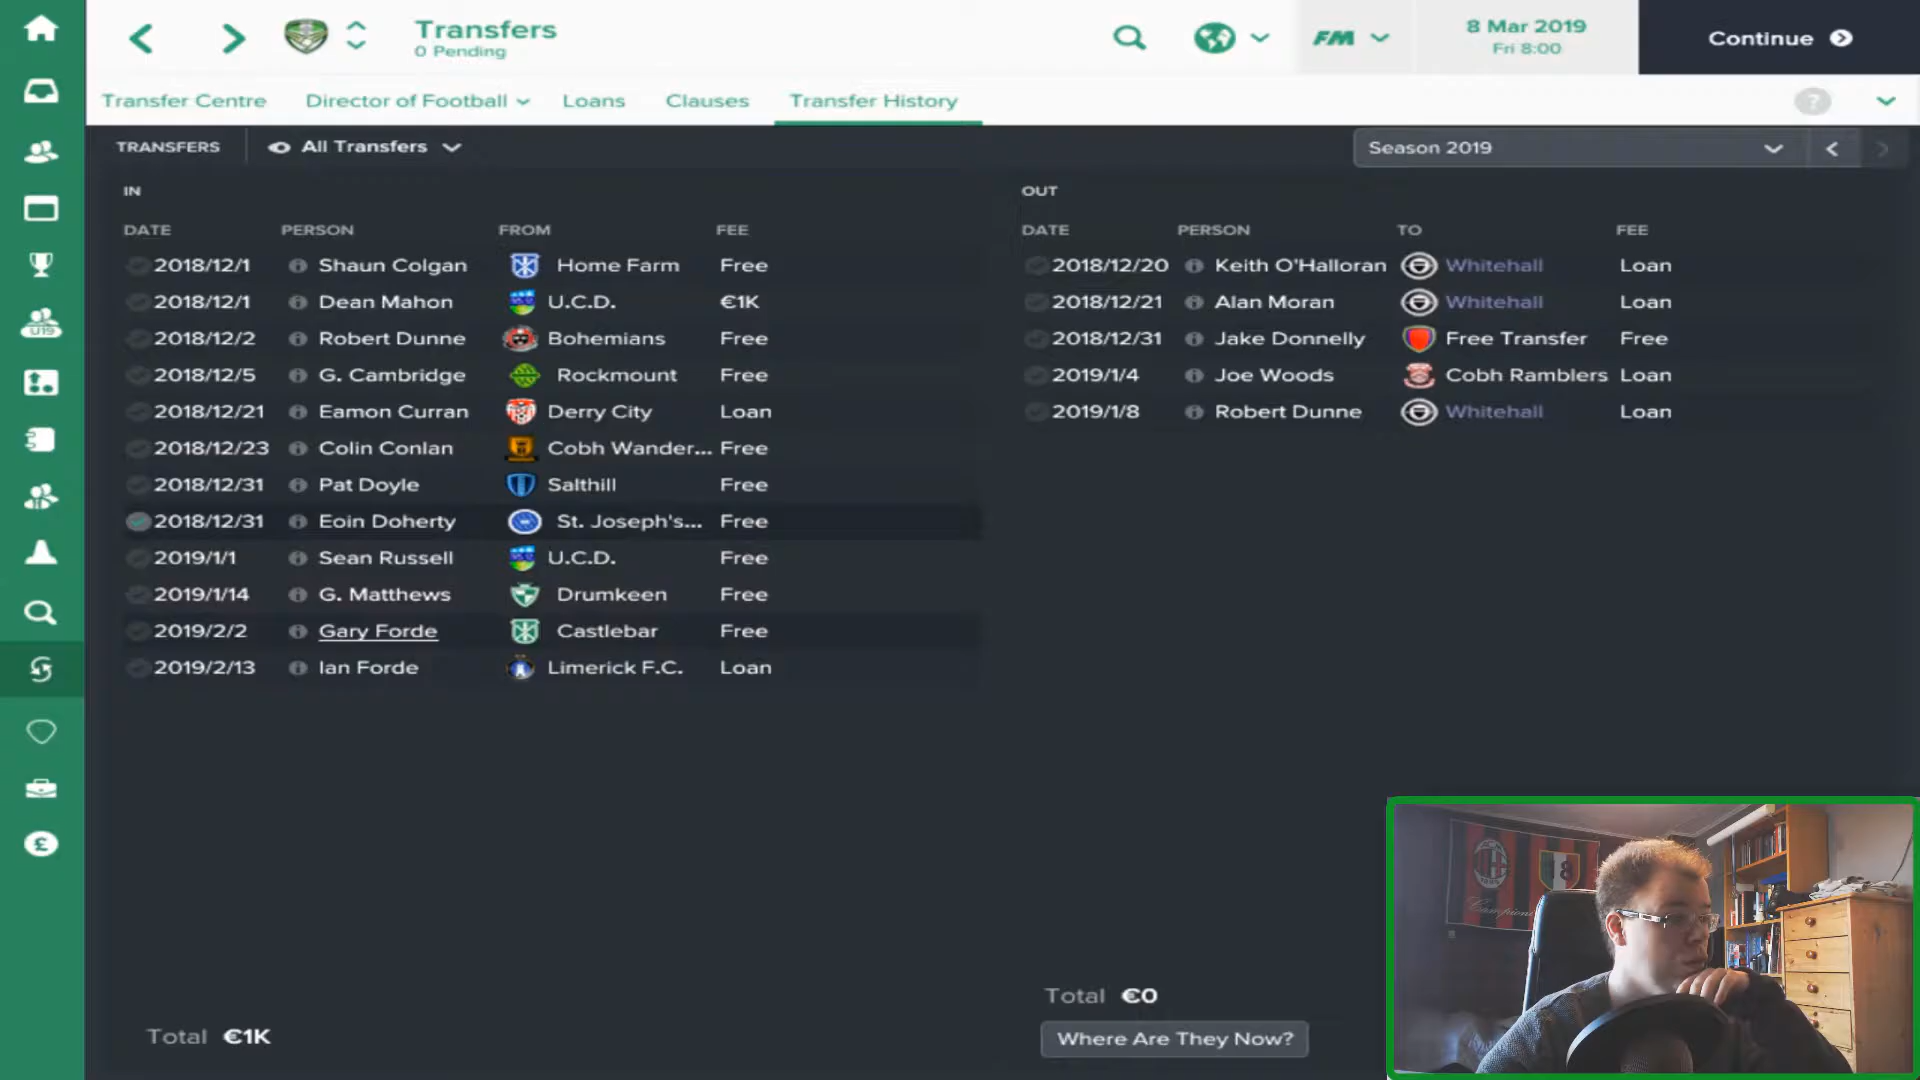 Transfers
0 Pending
FM
8 Mar 2019
Fri 8:00
Continue
Transfer Centre
Director of Football
Loans
Clauses
Transfer History
?
TRANSFERS
All Transfers
Season 2019
IN
DATE PERSON FROM FEE
2018/12/1 Shaun Colgan Home Farm Free
2018/12/1 Dean Mahon U.C.D. €1K
2018/12/2 Robert Dunne Bohemians Free
2018/12/5 G. Cambridge Rockmount Free
2018/12/21 Eamon Curran Derry City Loan
2018/12/23 Colin Conlan Cobh Wander... Free
2018/12/31 Pat Doyle Salthill Free
2018/12/31 Eoin Doherty St. Joseph's... Free
2019/1/1 Sean Russell U.C.D. Free
2019/1/14 G. Matthews Drumkeen Free
2019/2/2 Gary Forde Castlebar Free
2019/2/13 Ian Forde Limerick F.C. Loan
Total €1K
OUT
DATE PERSON TO FEE
2018/12/20 Keith O'Halloran Whitehall Loan
2018/12/21 Alan Moran Whitehall Loan
2018/12/31 Jake Donnelly Free Transfer Free
2019/1/4 Joe Woods Cobh Ramblers Loan
2019/1/8 Robert Dunne Whitehall Loan
Total €0
Where Are They Now?
U19
£
18